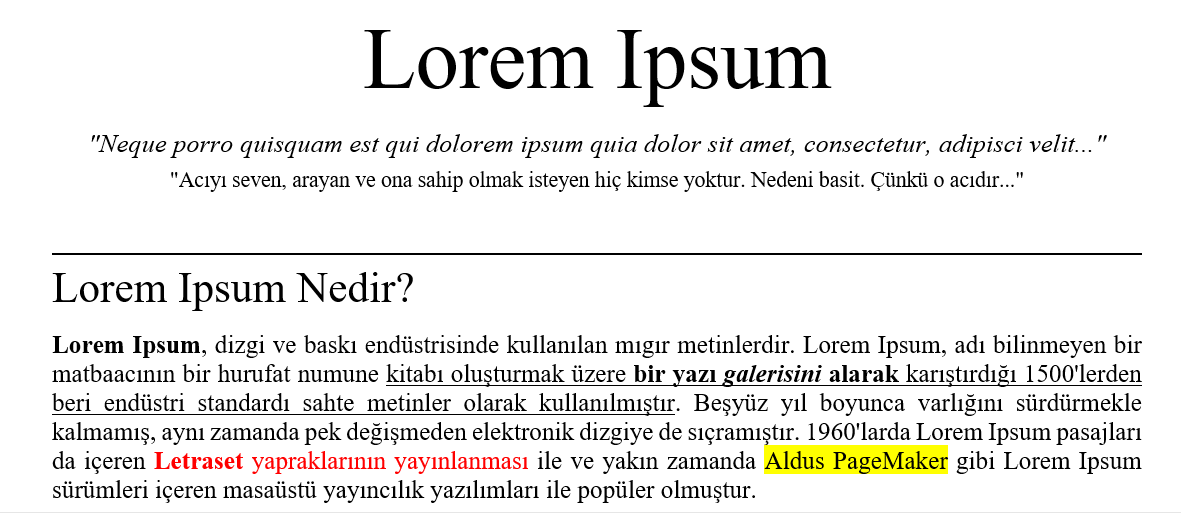 Lorem Ipsum
"Neque porro quisquam est qui dolorem ipsum quia dolor sit amet, consectetur, adipisci velit..."
"Acıyı seven, arayan ve ona sahip olmak isteyen hiç kimse yoktur. Nedeni basit. Çünkü o acıdır..."
Lorem Ipsum Nedir?
Lorem Ipsum, dizgi ve baskı endüstrisinde kullanılan mıgır metinlerdir. Lorem Ipsum, adı bilinmeyen bir
matbaacının bir hurufat numune kitabı oluşturmak üzere bir yazı galerisini alarak karıştırdığı 1500'lerden
beri endüstri standardı sahte metinler olarak kullanılmıştır. Beşyüz yıl boyunca varlığını sürdürmekle
kalmamış, aynı zamanda pek değişmeden elektronik dizgiye de sıçramıştır. 1960'larda Lorem Ipsum pasajları
da içeren Letraset yapraklarının yayınlanması ile ve yakın zamanda Aldus PageMaker gibi Lorem Ipsum
sürümleri içeren masaüstü yayıncılık yazılımları ile popüler olmuştur.